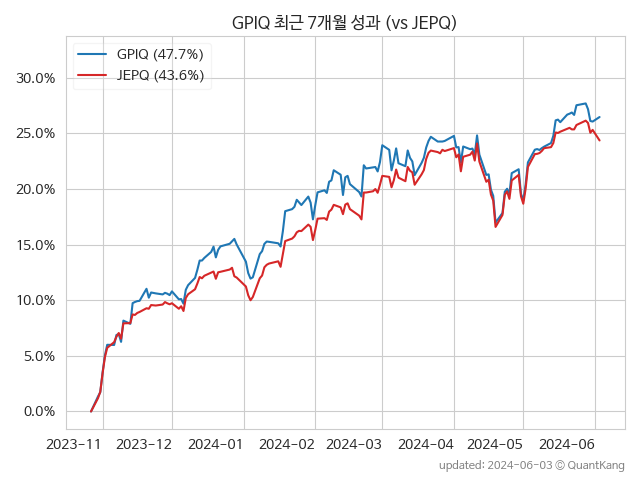 GPIQ 최근 7개월 성과 (vs JEPQ)
GPIQ (47.7%)
JEPQ (43.6%)
30.0%
25.0%
20.0%
15.0%
10.0%
5.0%
0.0%
2023-11 2023-12 2024-01 2024-02 2024-03 2024-04 2024-05 2024-06
updated: 2024-06-03 © QuantKang